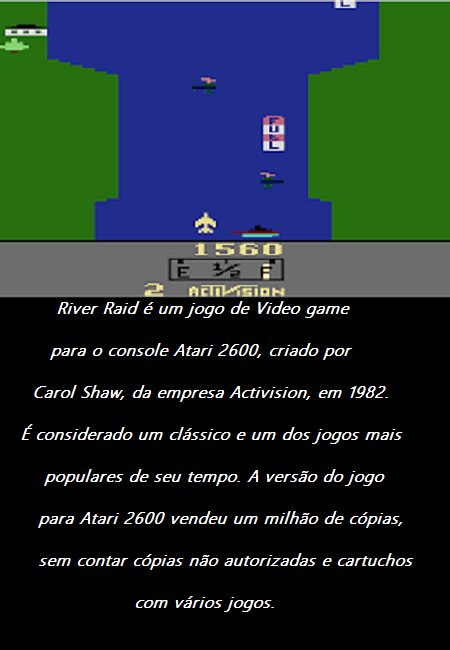 L
FUEL
1560
E 1/2 F
2 ACTIVISION
River Raid é um jogo de Video game
para o console Atari 2600, criado por
Carol Shaw, da empresa Activision, em 1982.
É considerado um clássico e um dos jogos mais
populares de seu tempo. A versão do jogo
para Atari 2600 vendeu um milhão de cópias,
sem contar cópias não autorizadas e cartuchos
com vários jogos.